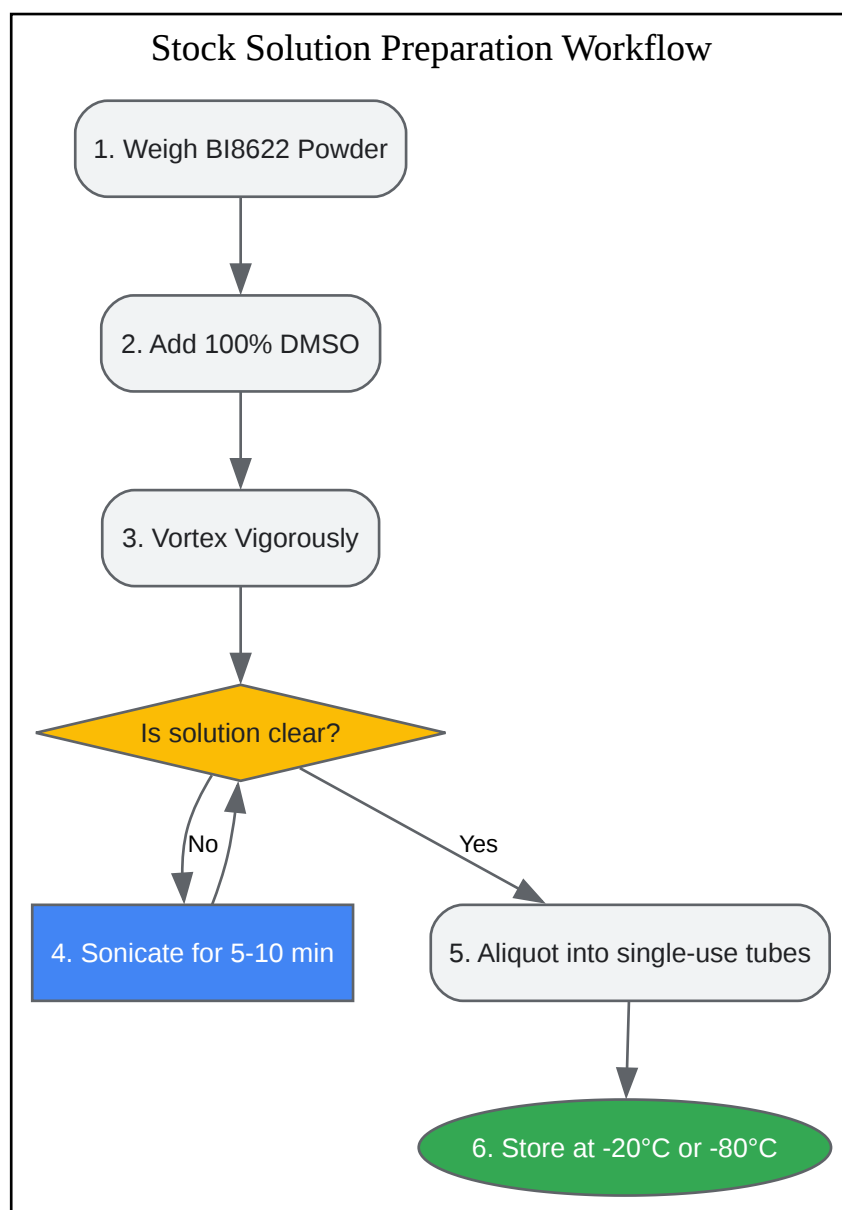 Stock Solution Preparation Workflow
1. Weigh BI8622 Powder
2. Add 100% DMSO
3. Vortex Vigorously
Is solution clear?
No
Yes
4. Sonicate for 5-10 min
5. Aliquot into single-use tubes
6. Store at -20°C or -80°C